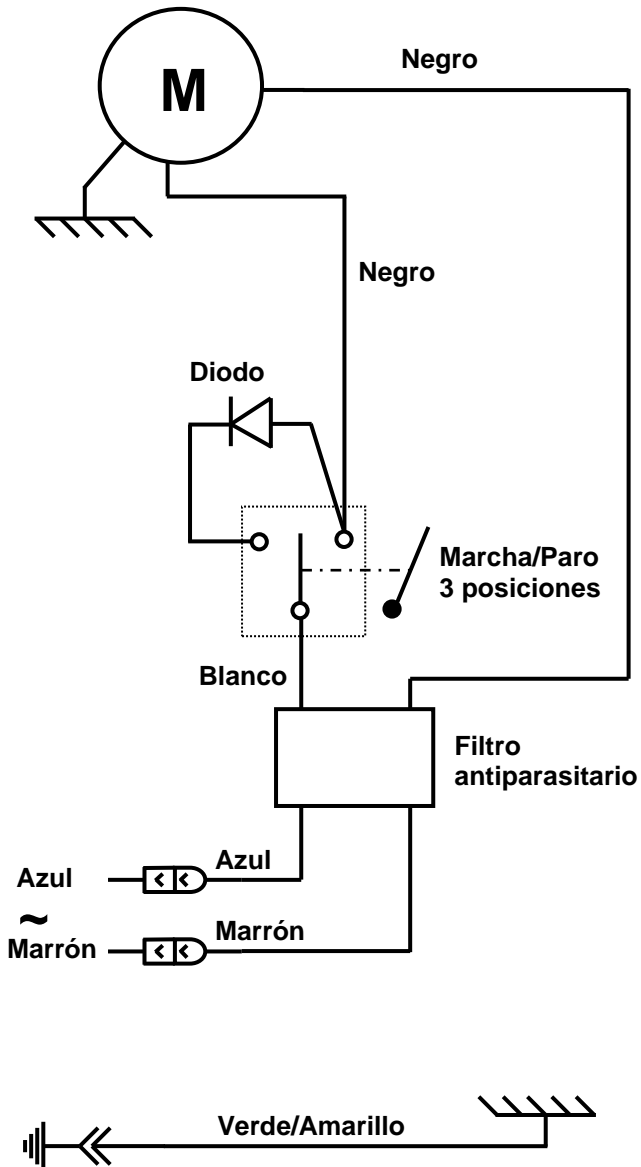 Negro
M
Negro
Diodo
Marcha/Paro
3 posiciones
Blanco
Filtro
antiparasitario
Azul
Azul
~
Marrón
Marrón
Verde/Amarillo